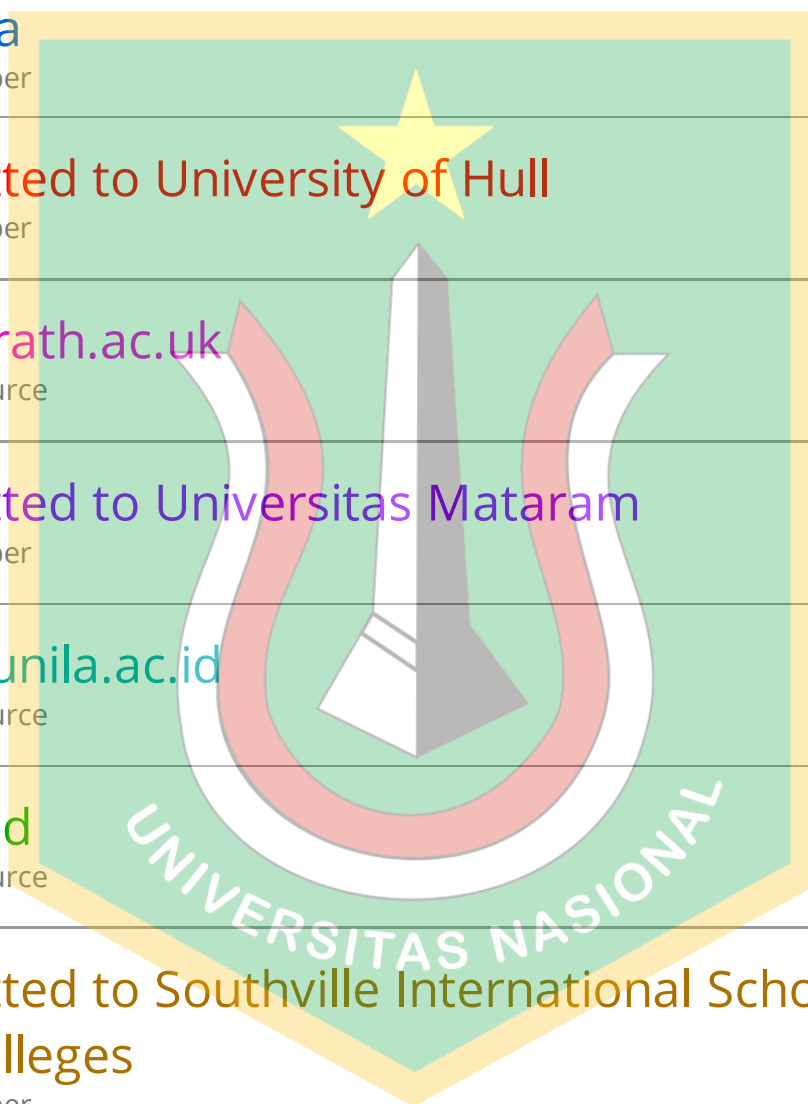 a
per
tted to University of Hull
per
rath.ac.uk
urce
tted to Universitas Mataram
per
unila.ac.id
urce
d
urce
UNIVERSITAS NASIONAL
tted to Southville International Scho
lleges
per